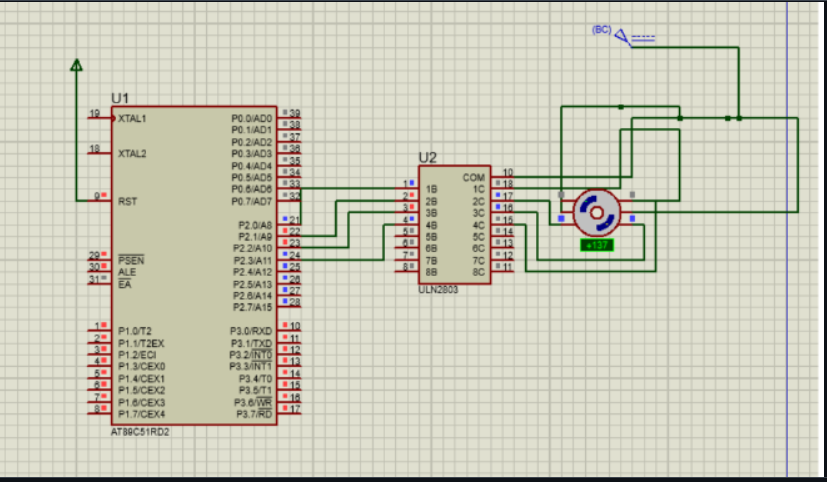 (BC)
U1
19 XTAL1 P0.0/AD0 39
P0.1/AD1 38
P0.2/AD2 37
18 XTAL2 P0.3/AD3 36
P0.4/AD4 35
P0.5/AD5 34
P0.6/AD6 33
9 RST P0.7/AD7 32
P2.0/A8 21
P2.1/A9 22
P2.2/A10 23
29 PSEN P2.3/A11 24
30 ALE P2.4/A12 25
31 EA P2.5/A13 26
P2.6/A14 27
P2.7/A15 28
1 P1.0/T2 P3.0/RXD 10
2 P1.1/T2EX P3.1/TXD 11
3 P1.2/ECI P3.2/INT0 12
4 P1.3/CEX0 P3.3/INT1 13
5 P1.4/CEX1 P3.4/T0 14
6 P1.5/CEX2 P3.5/T1 15
7 P1.6/CEX3 P3.6/WR 16
8 P1.7/CEX4 P3.7/RD 17
AT89C51RD2
U2
COM 10
1 1B 1C 18
2 2B 2C 17
3 3B 3C 16
4 4B 4C 15
5 5B 5C 14
6 6B 6C 13
7 7B 7C 12
8 8B 8C 11
ULN2803
+137